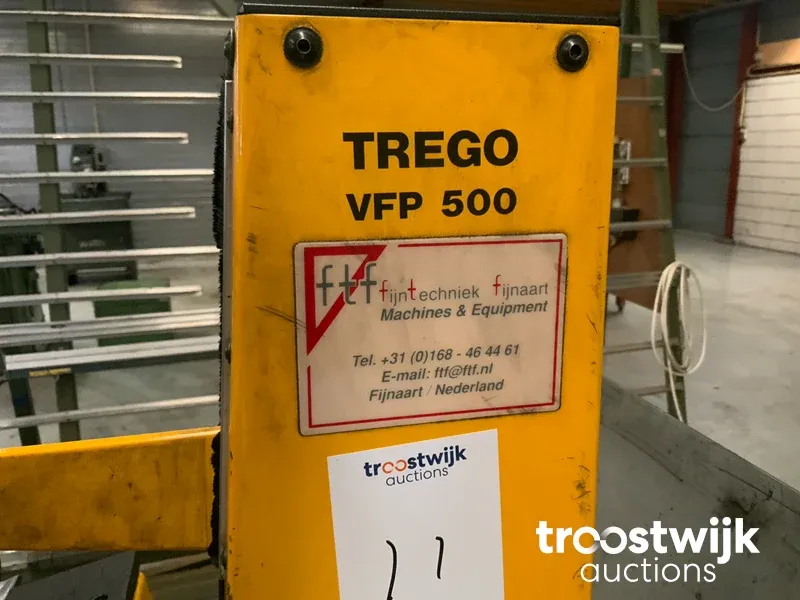 TREGO
VFP 500
ftf fijntechniek fijnaart
Machines & Equipment
Tel. +31 (0)168 - 46 44 61
E-mail: ftf@ftf.nl
Fijnaart / Nederland
troostwijk
auctions
troostwijk
auctions